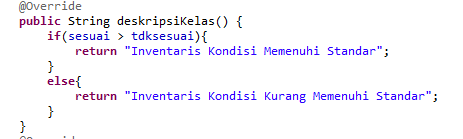 @Override
public String deskripsiKelas() {
if(sesuai > tdksesuai){
return "Inventaris Kondisi Memenuhi Standar";
}
else{
return "Inventaris Kondisi Kurang Memenuhi Standar";
}
}
@Override